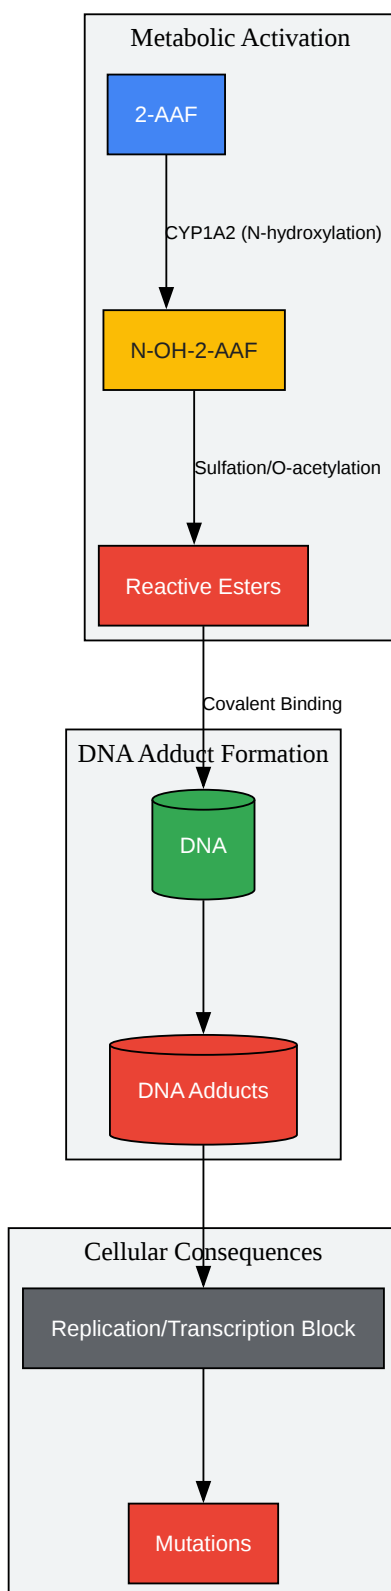 Metabolic Activation
2-AAF
CYP1A2 (N-hydroxylation)
N-OH-2-AAF
Sulfation/O-acetylation
Reactive Esters
Covalent Binding
DNA Adduct Formation
DNA
DNA Adducts
Cellular Consequences
Replication/Transcription Block
Mutations